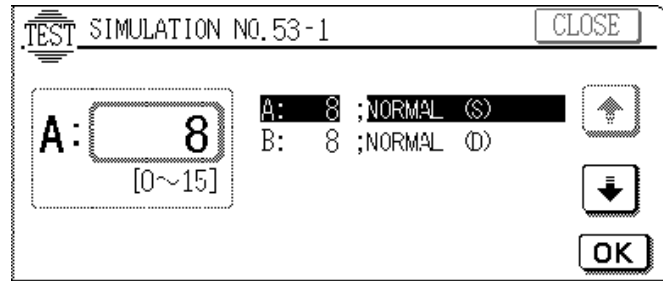 TEST SIMULATION NO.53-1 CLOSE
A: 8
[0～15]
A: 8 ;NORMAL (S)
B: 8 ;NORMAL (D)
OK